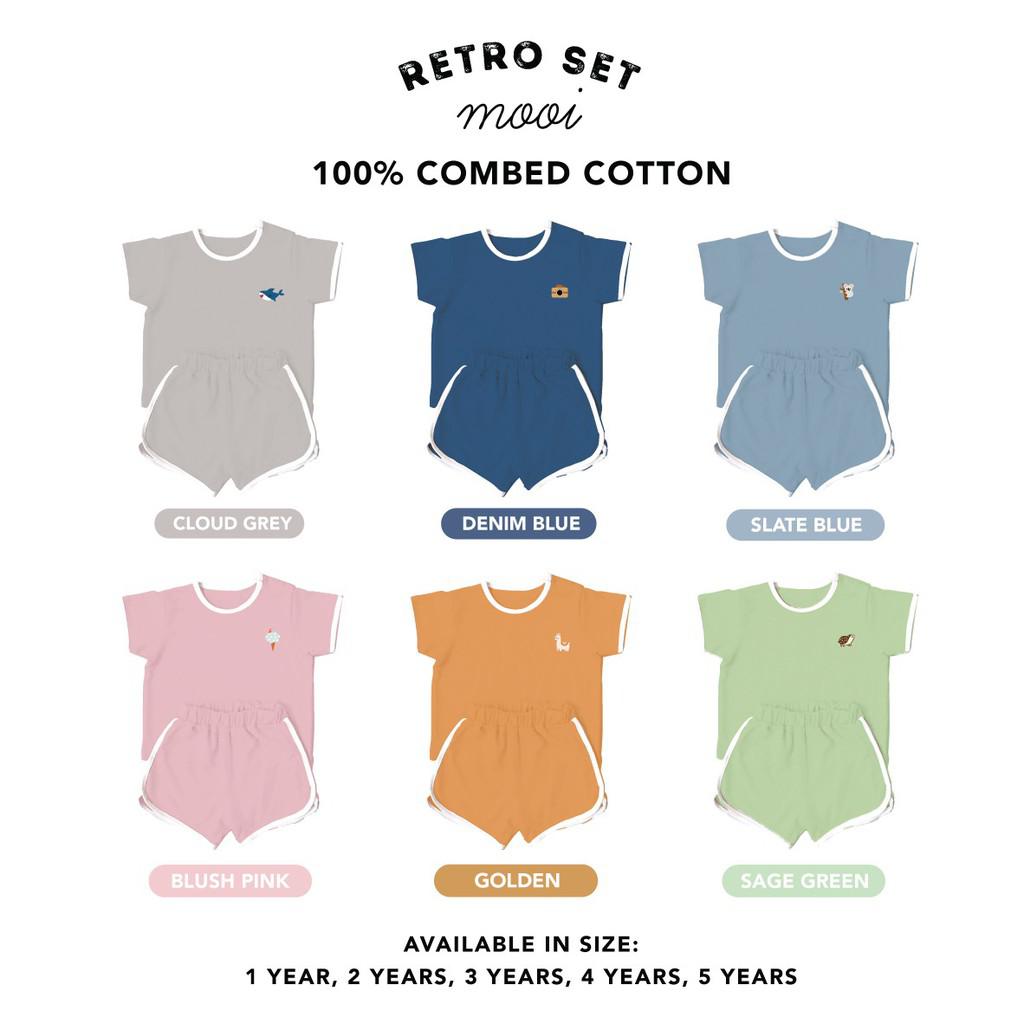 RETRO SET
mooi
100% COMBED COTTON
CLOUD GREY
DENIM BLUE
SLATE BLUE
BLUSH PINK
GOLDEN
SAGE GREEN
AVAILABLE IN SIZE:
1 YEAR, 2 YEARS, 3 YEARS, 4 YEARS, 5 YEARS